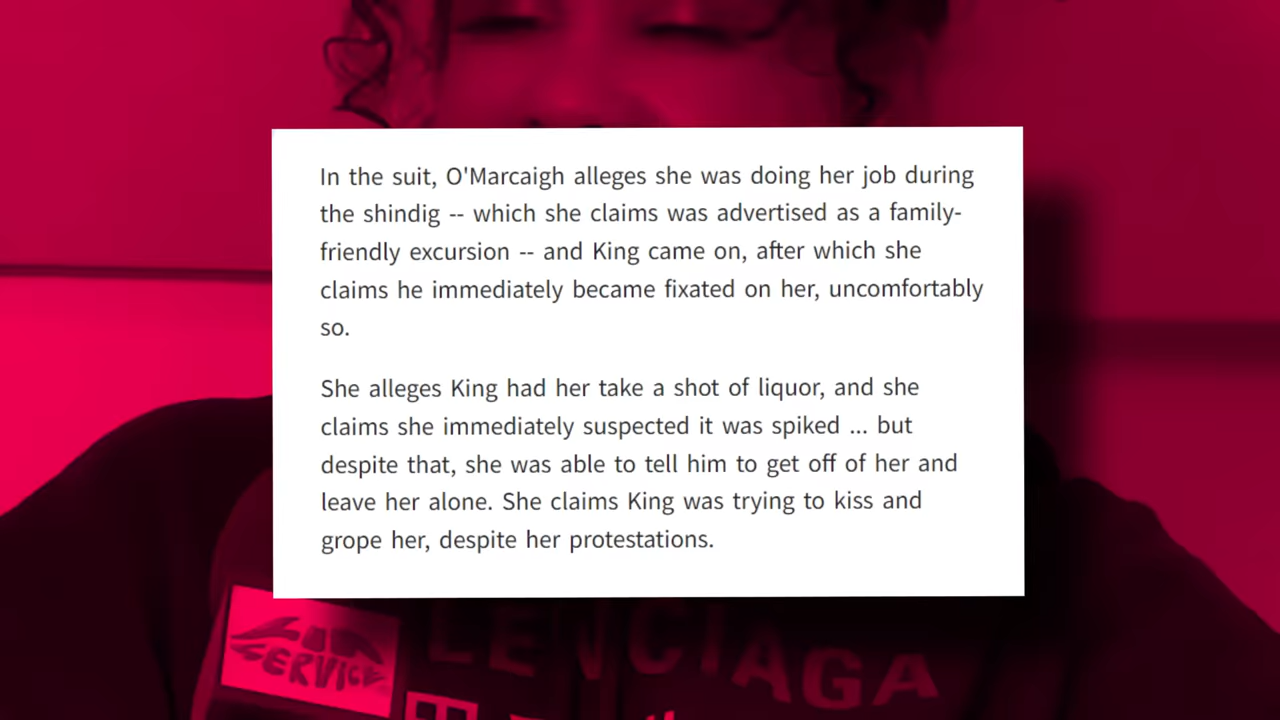 In the suit, O'Marcaigh alleges she was doing her job during
the shindig -- which she claims was advertised as a family-
friendly excursion -- and King came on, after which she
claims he immediately became fixated on her, uncomfortably
so.
She alleges King had her take a shot of liquor, and she
claims she immediately suspected it was spiked ... but
despite that, she was able to tell him to get off of her and
leave her alone. She claims King was trying to kiss and
grope her, despite her protestations.
LIP
SERVICE
LENCIAGA